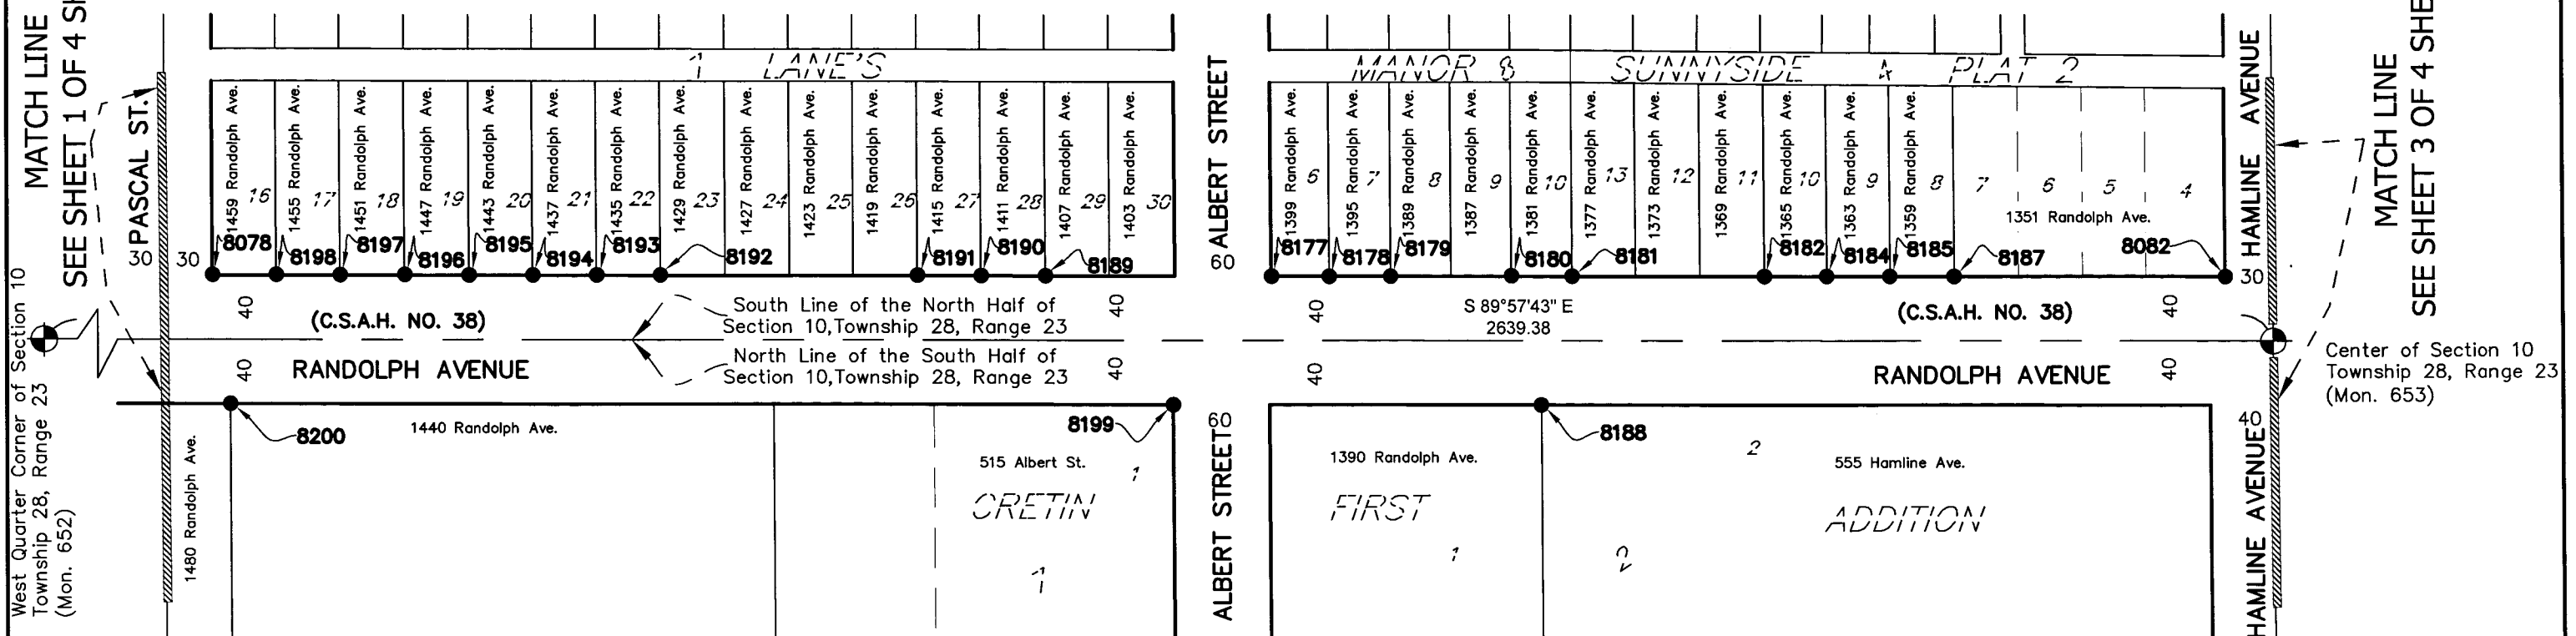 MATCH LINE
SEE SHEET 1 OF 4 SH
PASCAL ST.
30
30
1 LANE'S
MANOR 8
SUNNYSIDE 4 PLAT 2
ALBERT STREET
60
HAMLINE AVENUE
30
MATCH LINE
SEE SHEET 3 OF 4 SHE
1459 Randolph Ave. 16
1455 Randolph Ave. 17
1451 Randolph Ave. 18
1447 Randolph Ave. 19
1443 Randolph Ave. 20
1437 Randolph Ave. 21
1435 Randolph Ave. 22
1429 Randolph Ave. 23
1427 Randolph Ave. 24
1423 Randolph Ave. 25
1419 Randolph Ave. 26
1415 Randolph Ave. 27
1411 Randolph Ave. 28
1407 Randolph Ave. 29
1403 Randolph Ave. 30
1399 Randolph Ave. 6
1395 Randolph Ave. 7
1389 Randolph Ave. 8
1387 Randolph Ave. 9
1381 Randolph Ave. 10
1377 Randolph Ave. 13
1373 Randolph Ave. 12
1369 Randolph Ave. 11
1365 Randolph Ave. 10
1363 Randolph Ave. 9
1359 Randolph Ave. 8
7 6 5 4
1351 Randolph Ave.
8078
8198
8197
8196
8195
8194
8193
8192
8191
8190
8189
8177
8178
8179
8180
8181
8182
8184
8185
8187
8082
West Quarter Corner of Section 10
Township 28, Range 23
(Mon. 652)
40
(C.S.A.H. NO. 38)
South Line of the North Half of
Section 10,Township 28, Range 23
40
40
S 89°57'43" E
2639.38
(C.S.A.H. NO. 38)
40
40
RANDOLPH AVENUE
North Line of the South Half of
Section 10,Township 28, Range 23
40
40
RANDOLPH AVENUE
40
Center of Section 10
Township 28, Range 23
(Mon. 653)
1480 Randolph Ave.
8200
1440 Randolph Ave.
8199
515 Albert St.
1
CRETIN
1
60
ALBERT STREET
8188
1390 Randolph Ave.
FIRST
1
2
555 Hamline Ave.
ADDITION
2
40
HAMLINE AVENUE